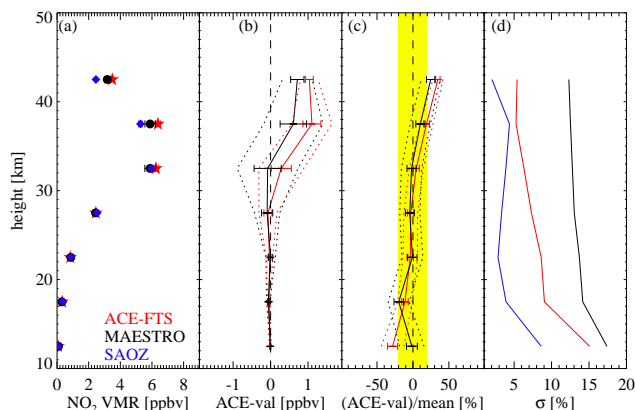 (a)
(b)
(c)
(d)
height [km]
50
40
30
20
10
ACE-FTS
MAESTRO
SAOZ
0 2 4 6 8
-1 0 1
-50 0 50
5 10 15 20
NO₂ VMR [ppbv]
ACE-val [ppbv]
(ACE-val)/mean [%]
σ [%]